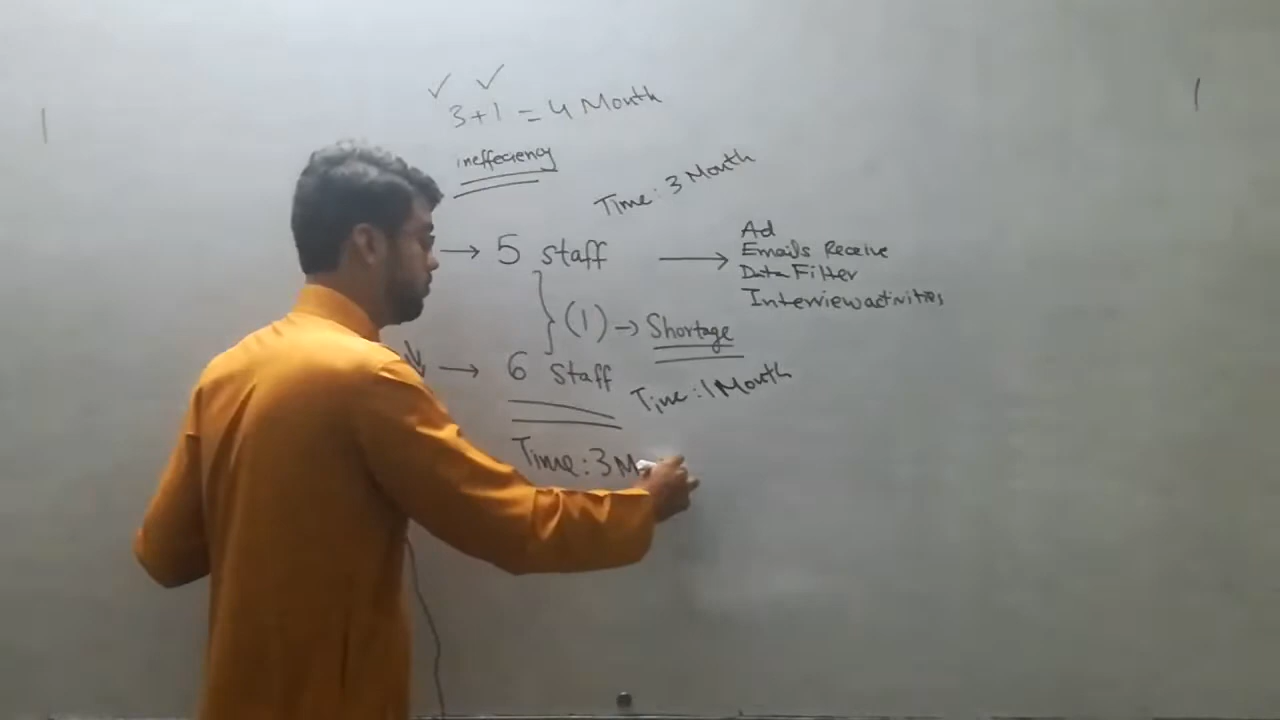 3+1 = 4 Month
ineffeciency
Time: 3 Month
→ 5 staff →
Ad
Emails Receive
Data Filter
Interview activities
(1) → Shortage
→ 6 staff
Time: 1 Month
Time: 3 M